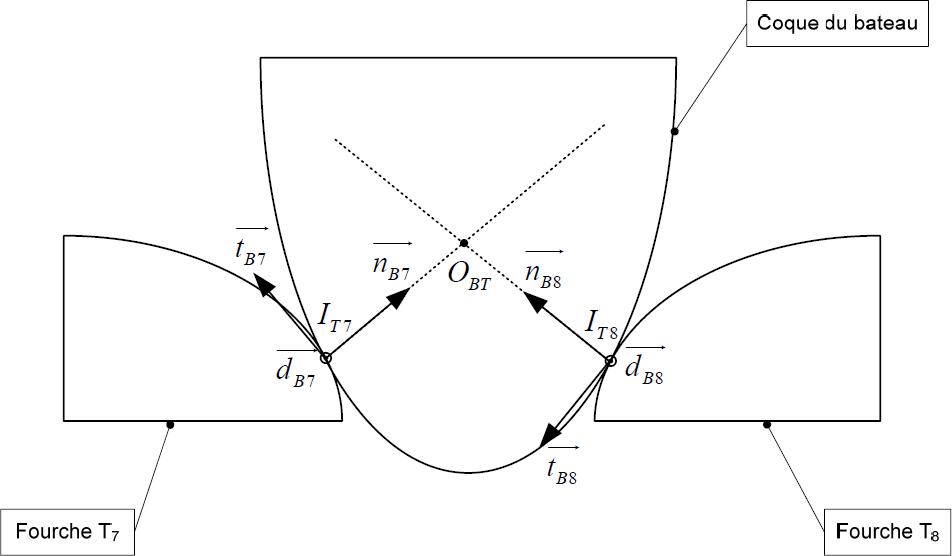 Coque du bateau
t_B7
n_B7
O_BT
n_B8
I_T7
I_T8
d_B7
d_B8
t_B8
Fourche T₇
Fourche T₈